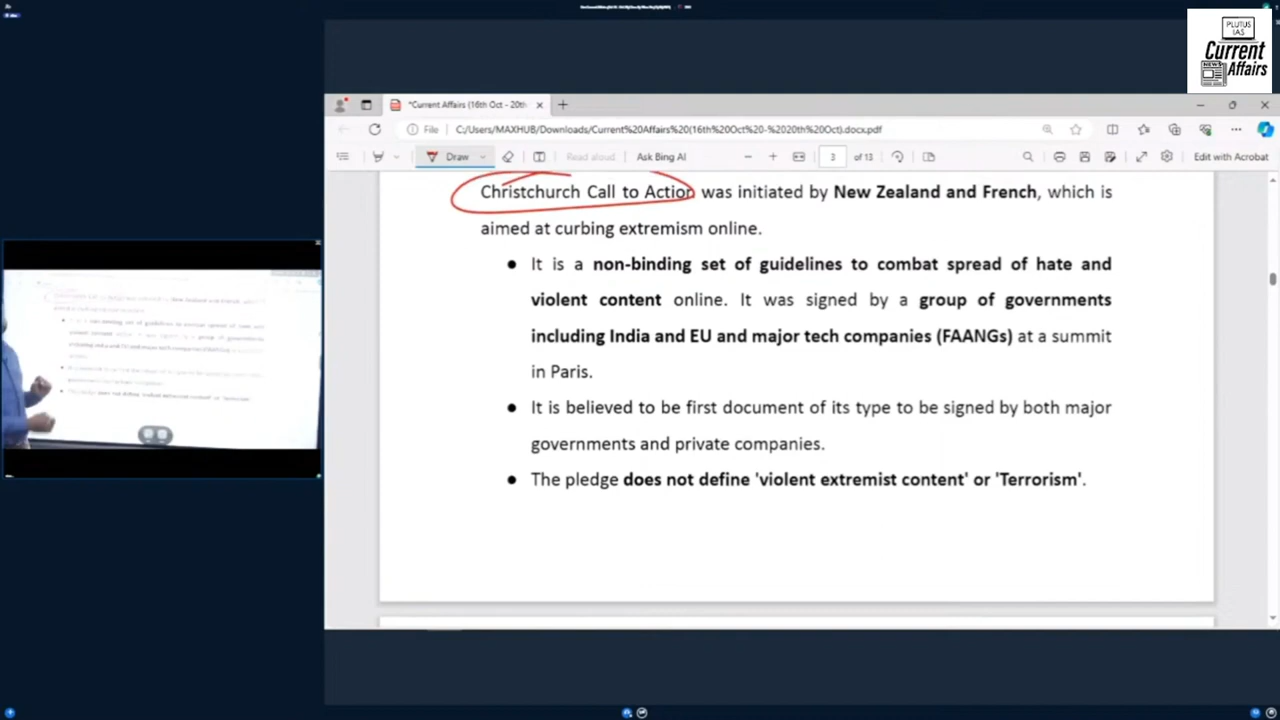 PLUTUS
IAS
Current
NEWS
Affairs
*Current Affairs (16th Oct - 20th
File C:/Users/MAXHUB/Downloads/Current%20Affairs%20(16th%20Oct%20-%2020th%20Oct).docx.pdf
Draw Read aloud Ask Bing AI 3 of 13 Edit with Acrobat
Christchurch Call to Action was initiated by New Zealand and French, which is
aimed at curbing extremism online.
● It is a non-binding set of guidelines to combat spread of hate and
violent content online. It was signed by a group of governments
including India and EU and major tech companies (FAANGs) at a summit
in Paris.
● It is believed to be first document of its type to be signed by both major
governments and private companies.
● The pledge does not define 'violent extremist content' or 'Terrorism'.